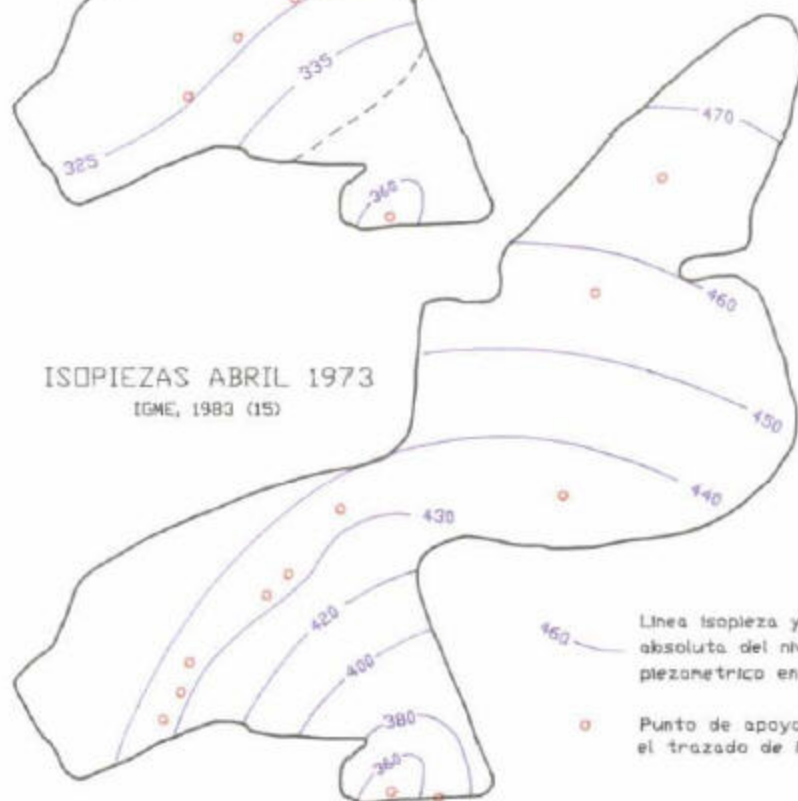 335
325
360
470
460
ISOPIEZAS ABRIL 1973
IGME, 1983 (15)
450
440
430
420
400
380
360
460
Linea isopieza y
absoluta del
piezometrico en
Punto de apoyo
el trazado de